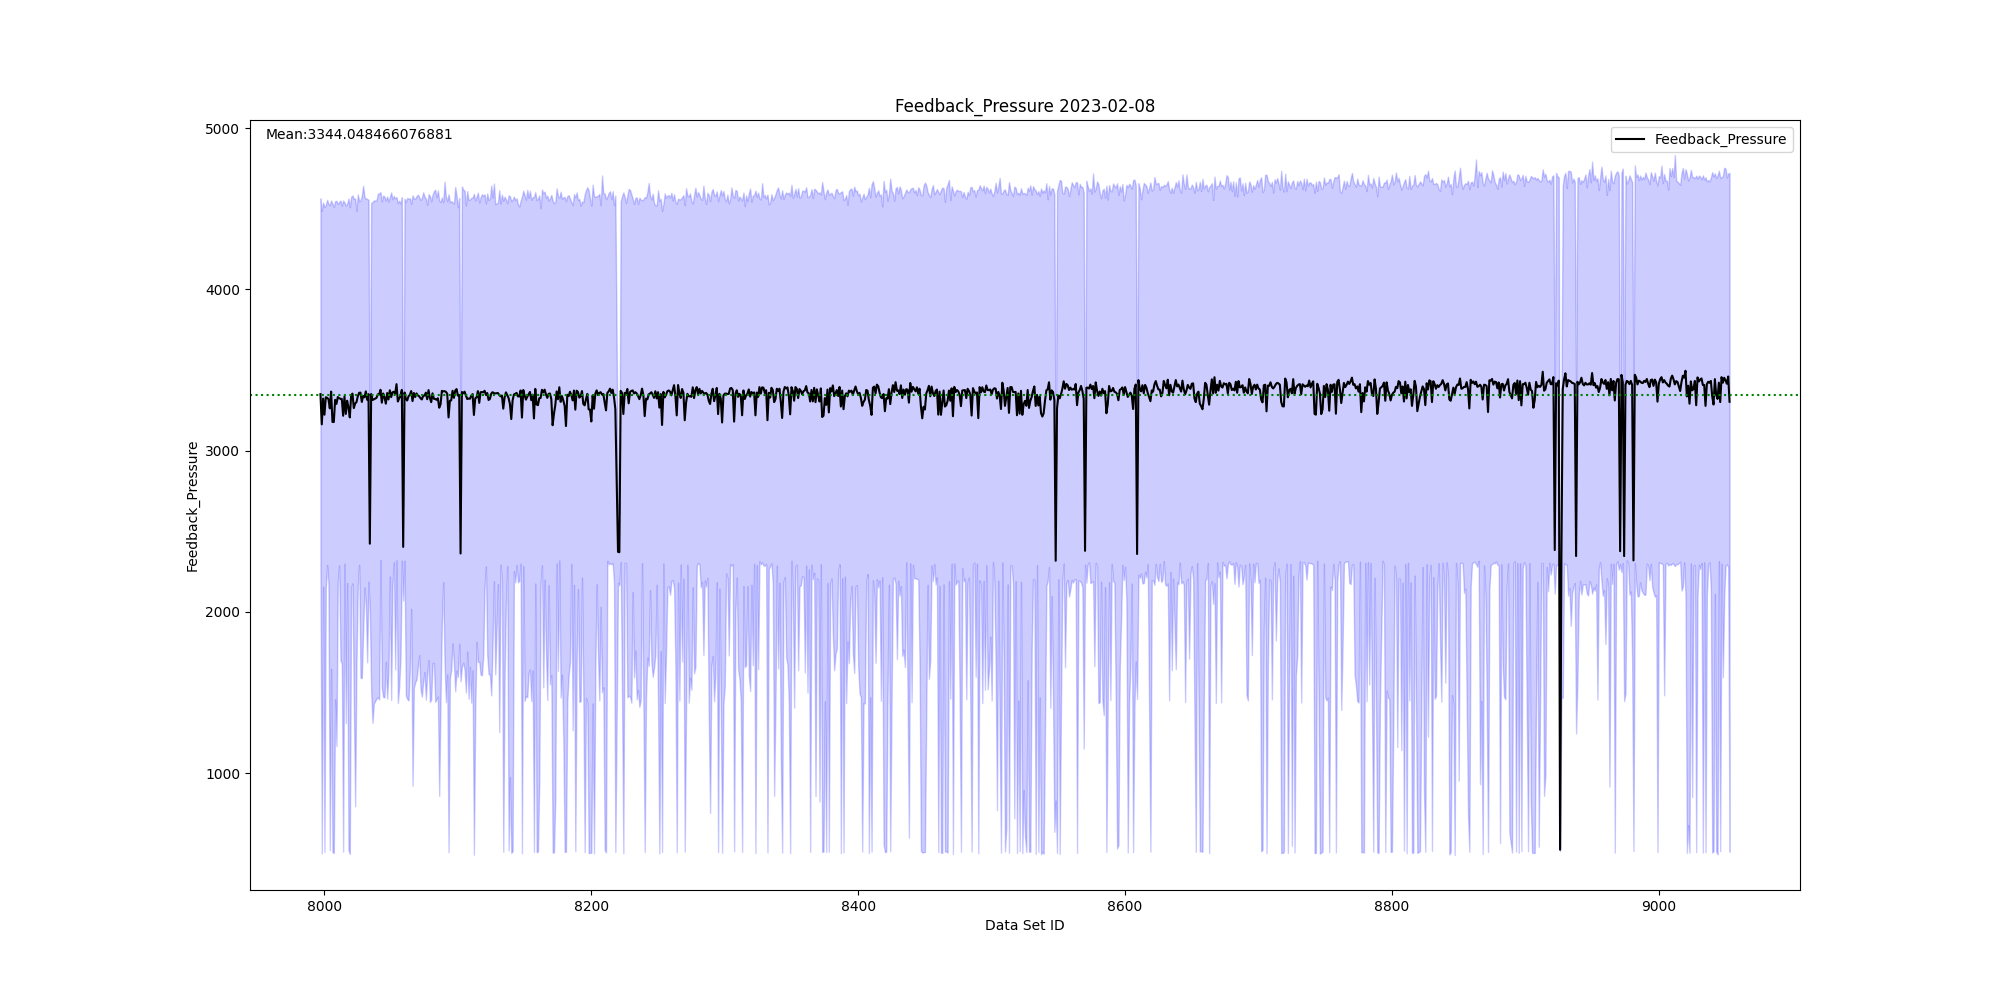 Feedback_Pressure 2023-02-08
Mean:3344.048466076881
Feedback_Pressure
5000
4000
3000
2000
1000
Feedback_Pressure
8000 8200 8400 8600 8800 9000
Data Set ID